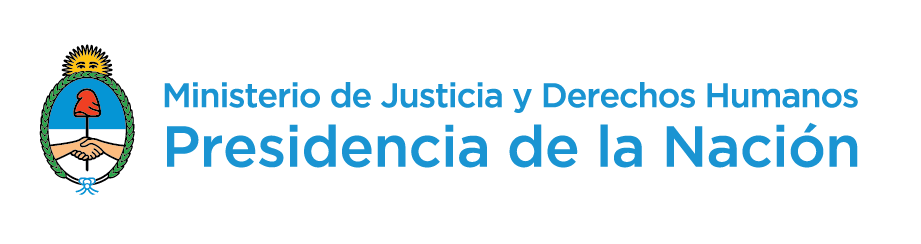 Ministerio de Justicia y Derechos Humanos
Presidencia de la Nación